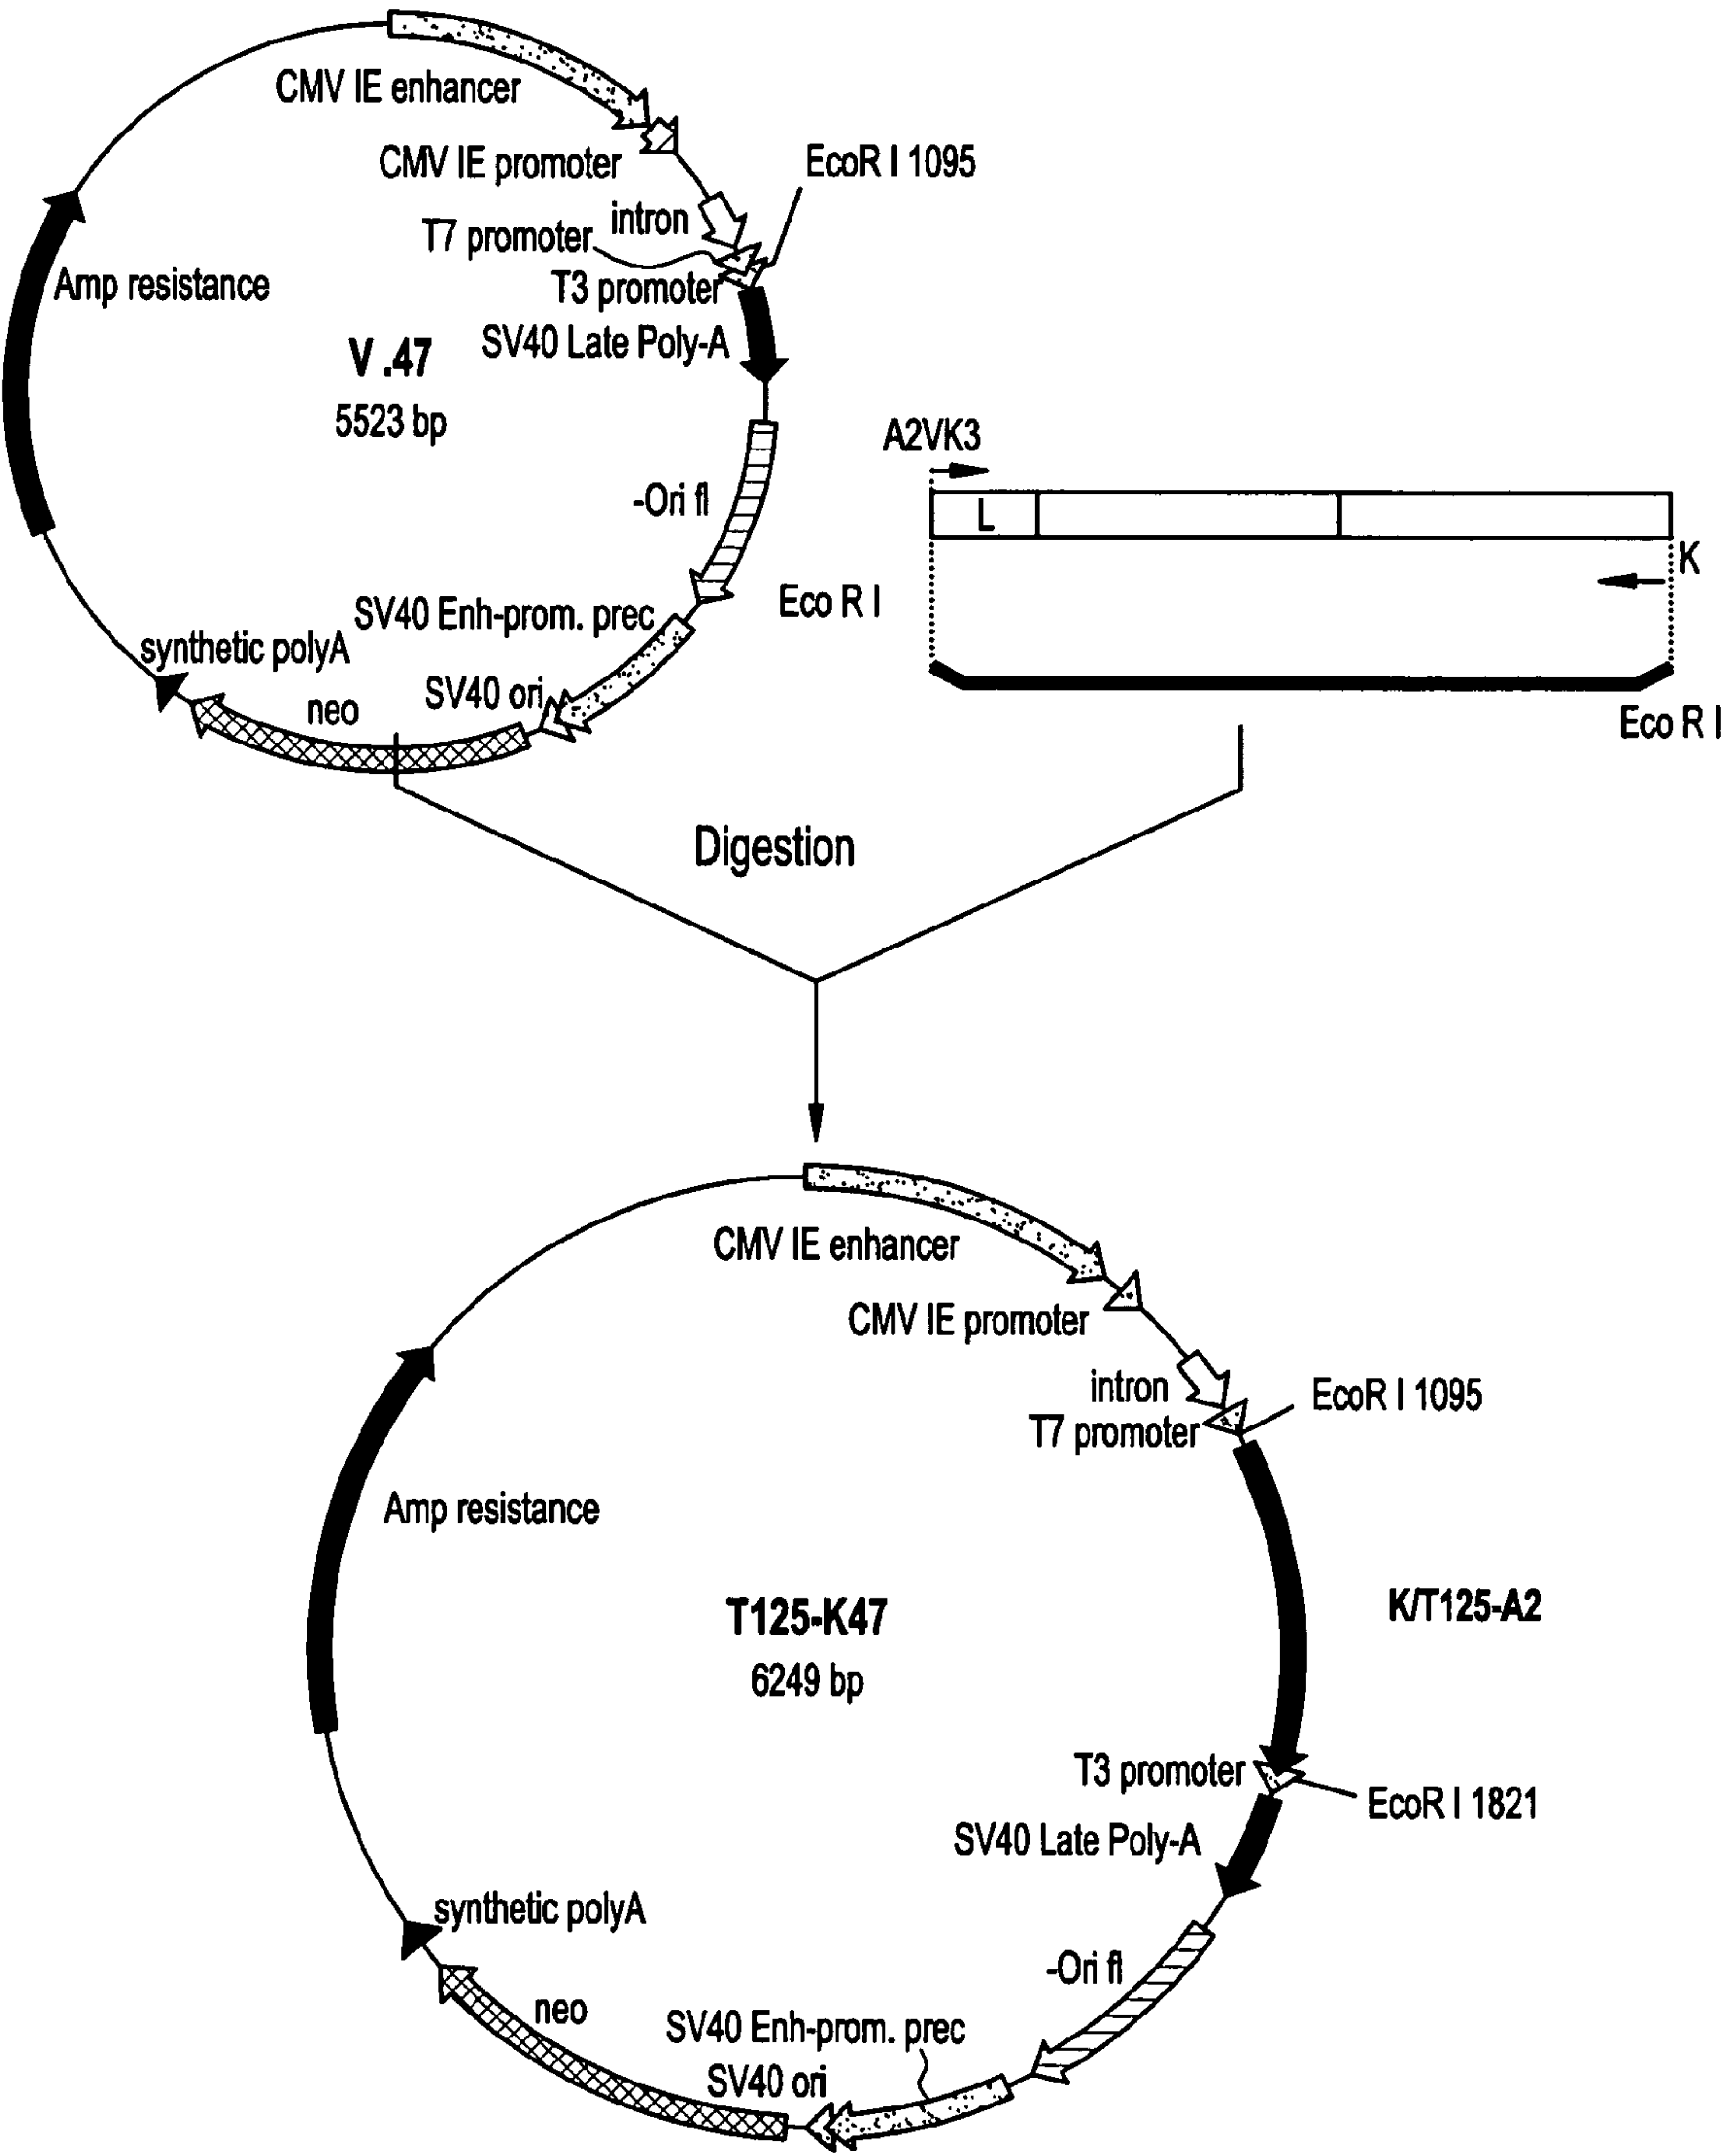 CMV IE enhancer
CMV IE promoter
EcoR I 1095
intron
T7 promoter
T3 promoter
Amp resistance
SV40 Late Poly-A
V .47
5523 bp
A2VK3
-Ori fl
L
K
Eco R I
SV40 Enh-prom. prec
synthetic polyA
SV40 ori
neo
Eco R I
Digestion
CMV IE enhancer
CMV IE promoter
intron
EcoR I 1095
T7 promoter
Amp resistance
T125-K47
6249 bp
K/T125-A2
T3 promoter
EcoR I 1821
SV40 Late Poly-A
synthetic polyA
-Ori fl
neo
SV40 Enh-prom. prec
SV40 ori